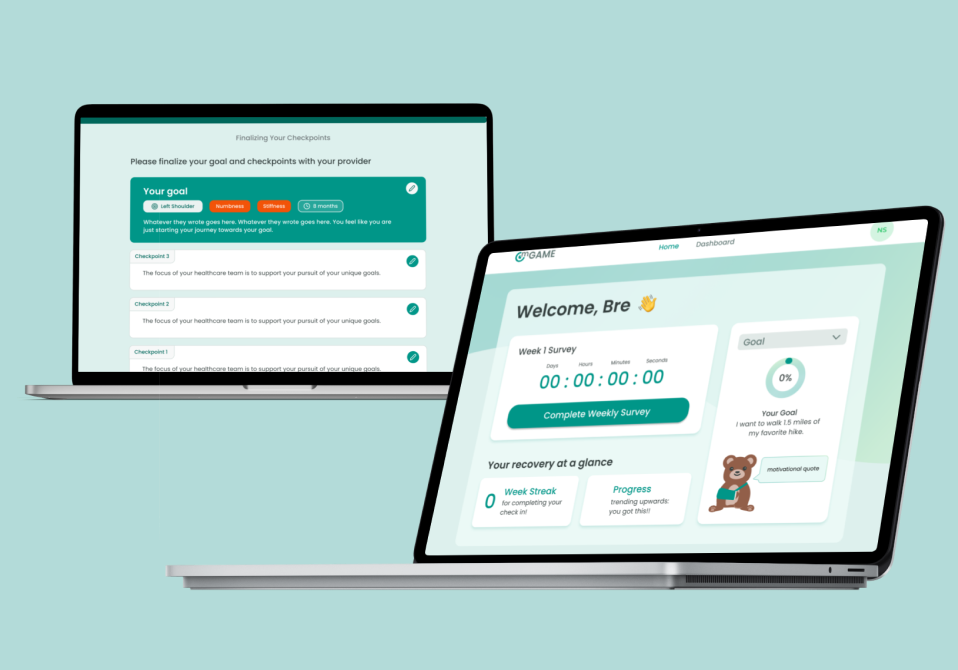 Finalizing Your Checkpoints
Please finalize your goal and checkpoints with your provider
Your goal
Left Shoulder
Numbness
Stiffness
8 months
Whatever they wrote goes here. Whatever they wrote goes here. You feel like you are
just starting your journey towards your goal.
Checkpoint 3
The focus of your healthcare team is to support your pursuit of your unique goals.
Checkpoint 2
The focus of your healthcare team is to support your pursuit of your unique goals.
Checkpoint 1
The focus of your healthcare team is to support your pursuit of your unique goals.
GAME
Home
Dashboard
NS
Welcome, Bre
Week 1 Survey
Days Hours Minutes Seconds
00 : 00 : 00 : 00
Complete Weekly Survey
Your recovery at a glance
0
Week Streak
for completing your
check in!
Progress
trending upwards:
you got this!!
Goal
0%
Your Goal
I want to walk 1.5 miles of
my favorite hike.
motivational quote